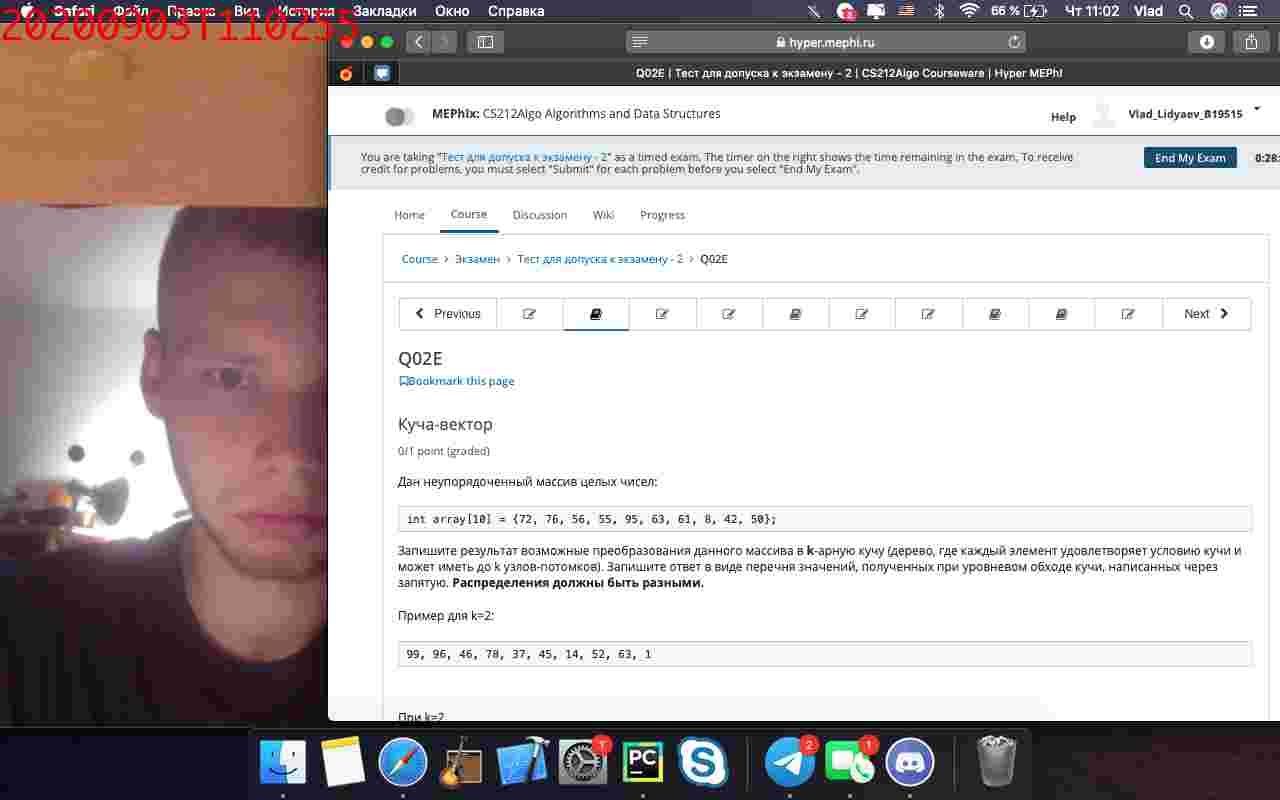 20200903T110255
Safari Файл Правка Вид История Закладки Окно Справка 66 % Чт 11:02 Vlad
hyper.mephi.ru
Q02E | Тест для допуска к экзамену - 2 | CS212Algo Courseware | Hyper MEPhI
MEPhIx: CS212Algo Algorithms and Data Structures
Help
Vlad_Lidyaev_B19515
You are taking "Тест для допуска к экзамену - 2" as a timed exam. The timer on the right shows the time remaining in the exam. To receive
credit for problems, you must select "Submit" for each problem before you select "End My Exam".
End My Exam
0:28:
Home Course Discussion Wiki Progress
Course > Экзамен > Тест для допуска к экзамену - 2 > Q02E
Previous
Next
Q02E
Bookmark this page
Куча-вектор
0/1 point (graded)
Дан неупорядоченный массив целых чисел:
int array[10] = {72, 76, 56, 55, 95, 63, 61, 8, 42, 50};
Запишите результат возможные преобразования данного массива в k-арную кучу (дерево, где каждый элемент удовлетворяет условию кучи и
может иметь до k узлов-потомков). Запишите ответ в виде перечня значений, полученных при уровневом обходе кучи, написанных через
запятую. Распределения должны быть разными.
Пример для k=2:
99, 96, 46, 78, 37, 45, 14, 52, 63, 1
При k=2
PC
2
1